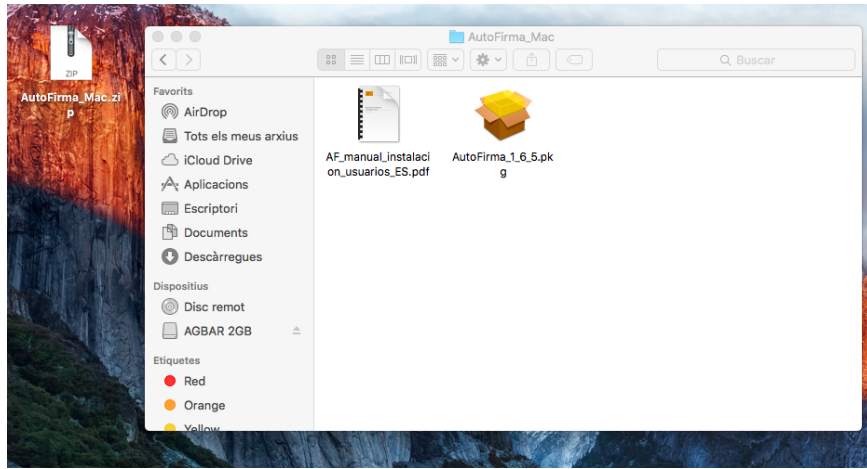 AutoFirma_Mac
Buscar
ZIP
AutoFirma_Mac.zi
p
Favorits
AirDrop
Tots els meus arxius
iCloud Drive
Aplicacions
Escriptori
Documents
Descàrregues
Dispositius
Disc remot
AGBAR 2GB
Etiquetes
Red
Orange
Yellow
AF_manual_instalaci
on_usuarios_ES.pdf
AutoFirma_1_6_5.pk
g